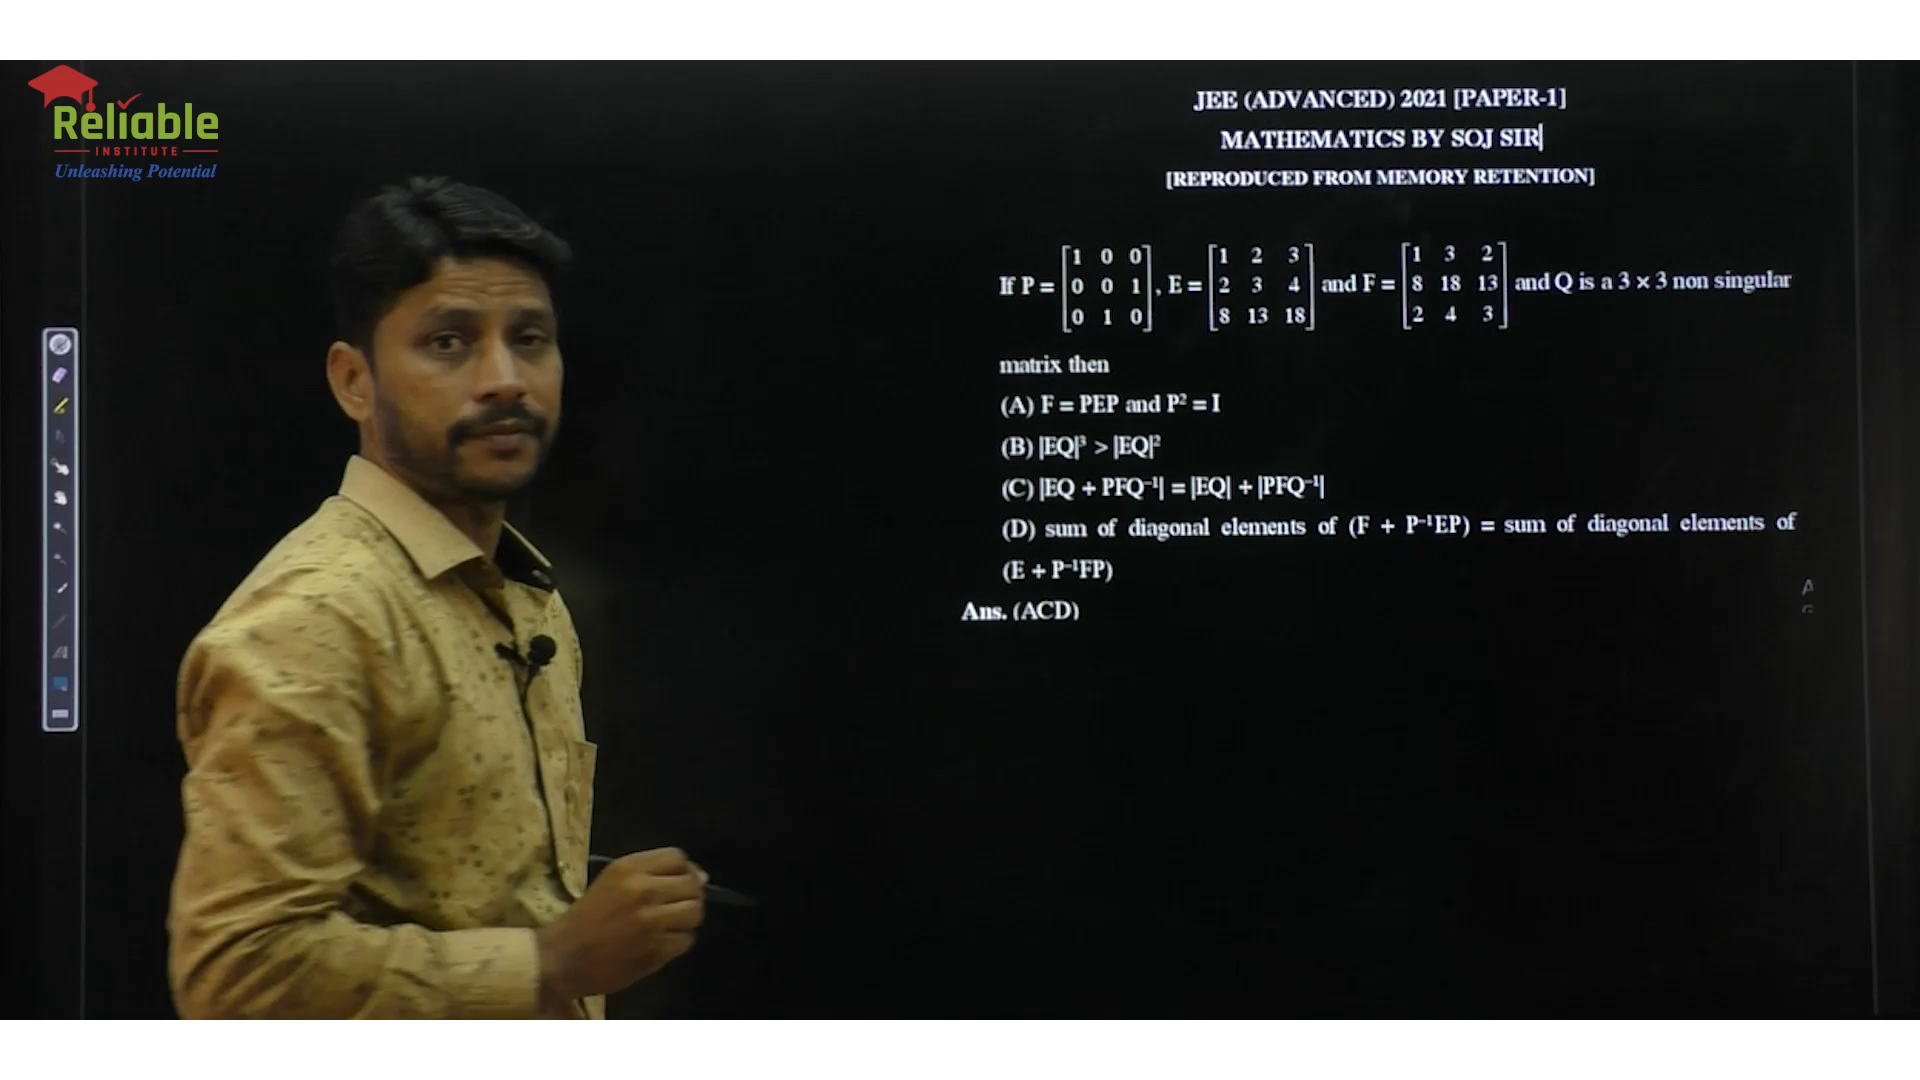 Reliable
INSTITUTE
Unleashing Potential
JEE (ADVANCED) 2021 [PAPER-1]
MATHEMATICS BY SOJ SIR
[REPRODUCED FROM MEMORY RETENTION]
If P = [1 0 0; 0 0 1; 0 1 0], E = [1 2 3; 2 3 4; 8 13 18] and F = [1 3 2; 8 18 13; 2 4 3] and Q is a 3 × 3 non singular
matrix then
(A) F = PEP and P² = I
(B) |EQ|³ > |EQ|²
(C) |EQ + PFQ⁻¹| = |EQ| + |PFQ⁻¹|
(D) sum of diagonal elements of (F + P⁻¹EP) = sum of diagonal elements of
(E + P⁻¹FP)
Ans. (ACD)